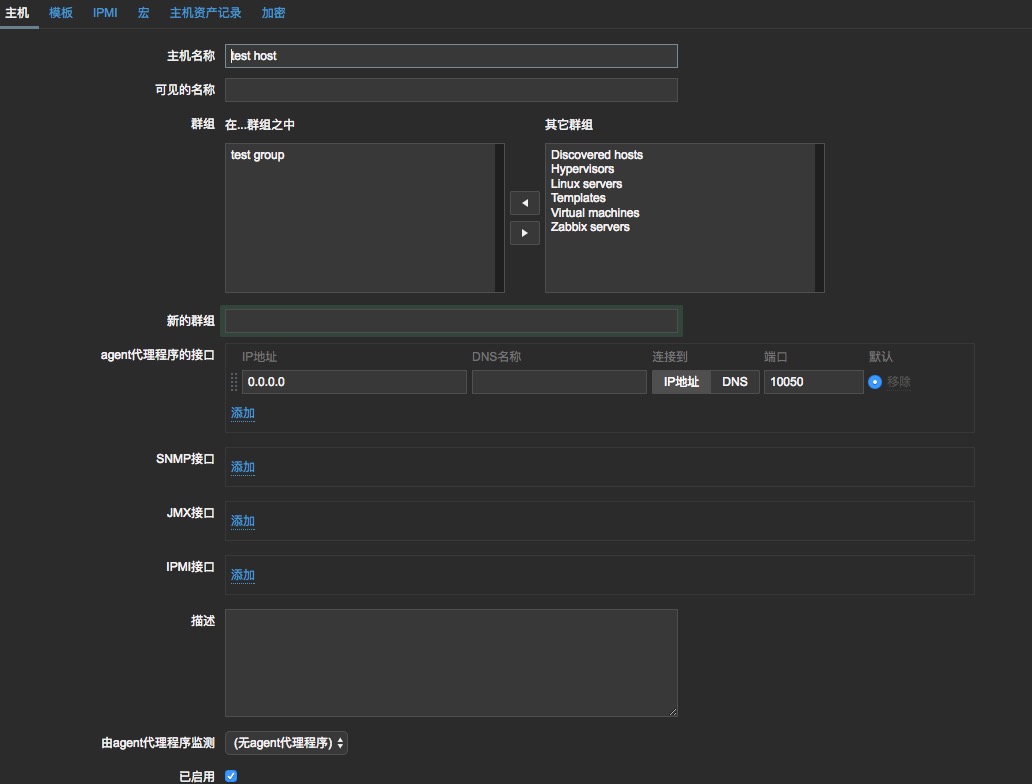 主机 模板 IPMI 宏 主机资产记录 加密
主机名称 test host
可见的名称
群组 在...群组之中 其它群组
test group
Discovered hosts
Hypervisors
Linux servers
Templates
Virtual machines
Zabbix servers
新的群组
agent代理程序的接口 IP地址 DNS名称 连接到 端口 默认
0.0.0.0 IP地址 DNS 10050 移除
添加
SNMP接口 添加
JMX接口 添加
IPMI接口 添加
描述
由agent代理程序监测 (无agent代理程序)
已启用